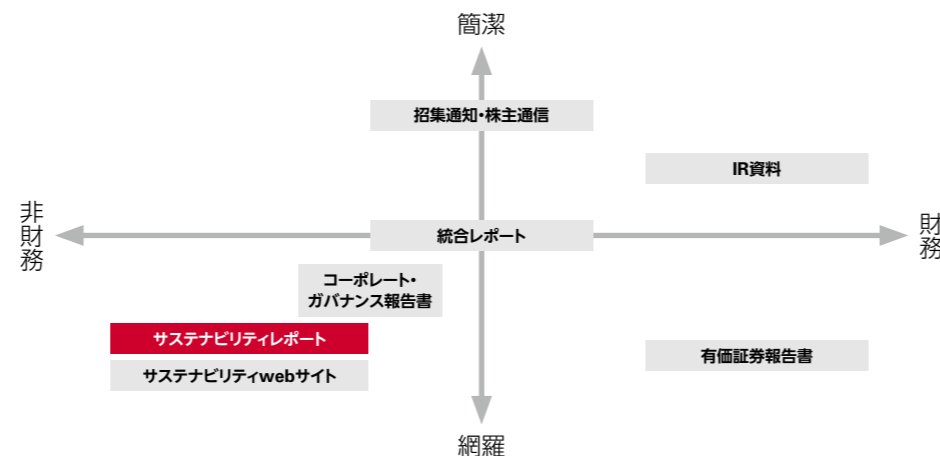 簡潔
招集通知・株主通信
IR資料
非財務
統合レポート
財務
コーポレート・
ガバナンス報告書
サステナビリティレポート
サステナビリティwebサイト
有価証券報告書
網羅